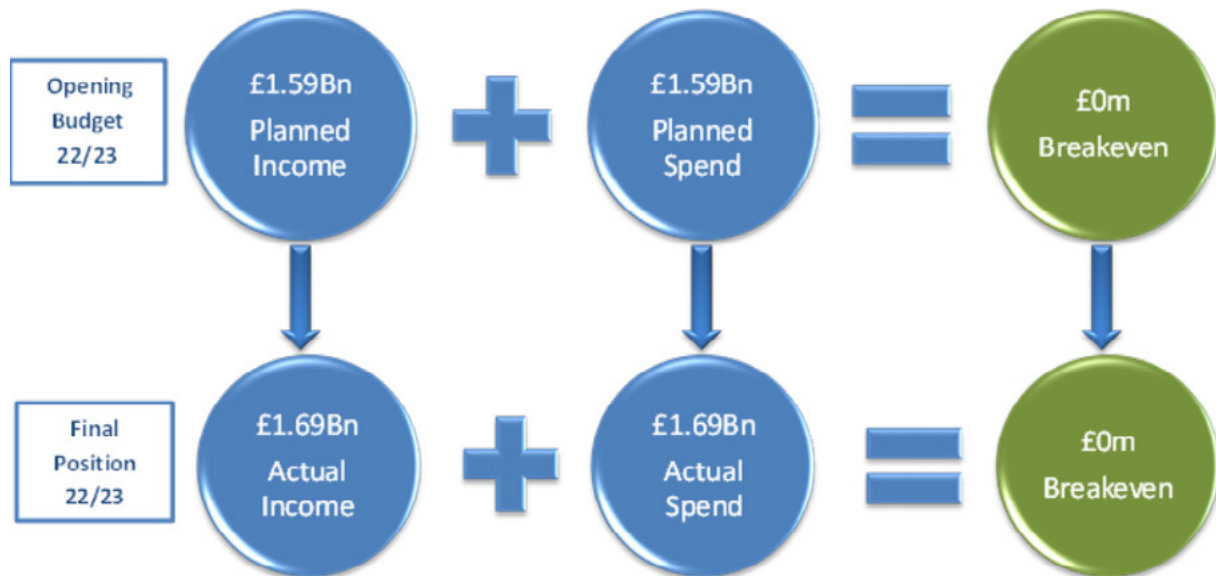 Opening
Budget
22/23
£1.59Bn
Planned
Income
£1.59Bn
Planned
Spend
£0m
Breakeven
Final
Position
22/23
£1.69Bn
Actual
Income
£1.69Bn
Actual
Spend
£0m
Breakeven